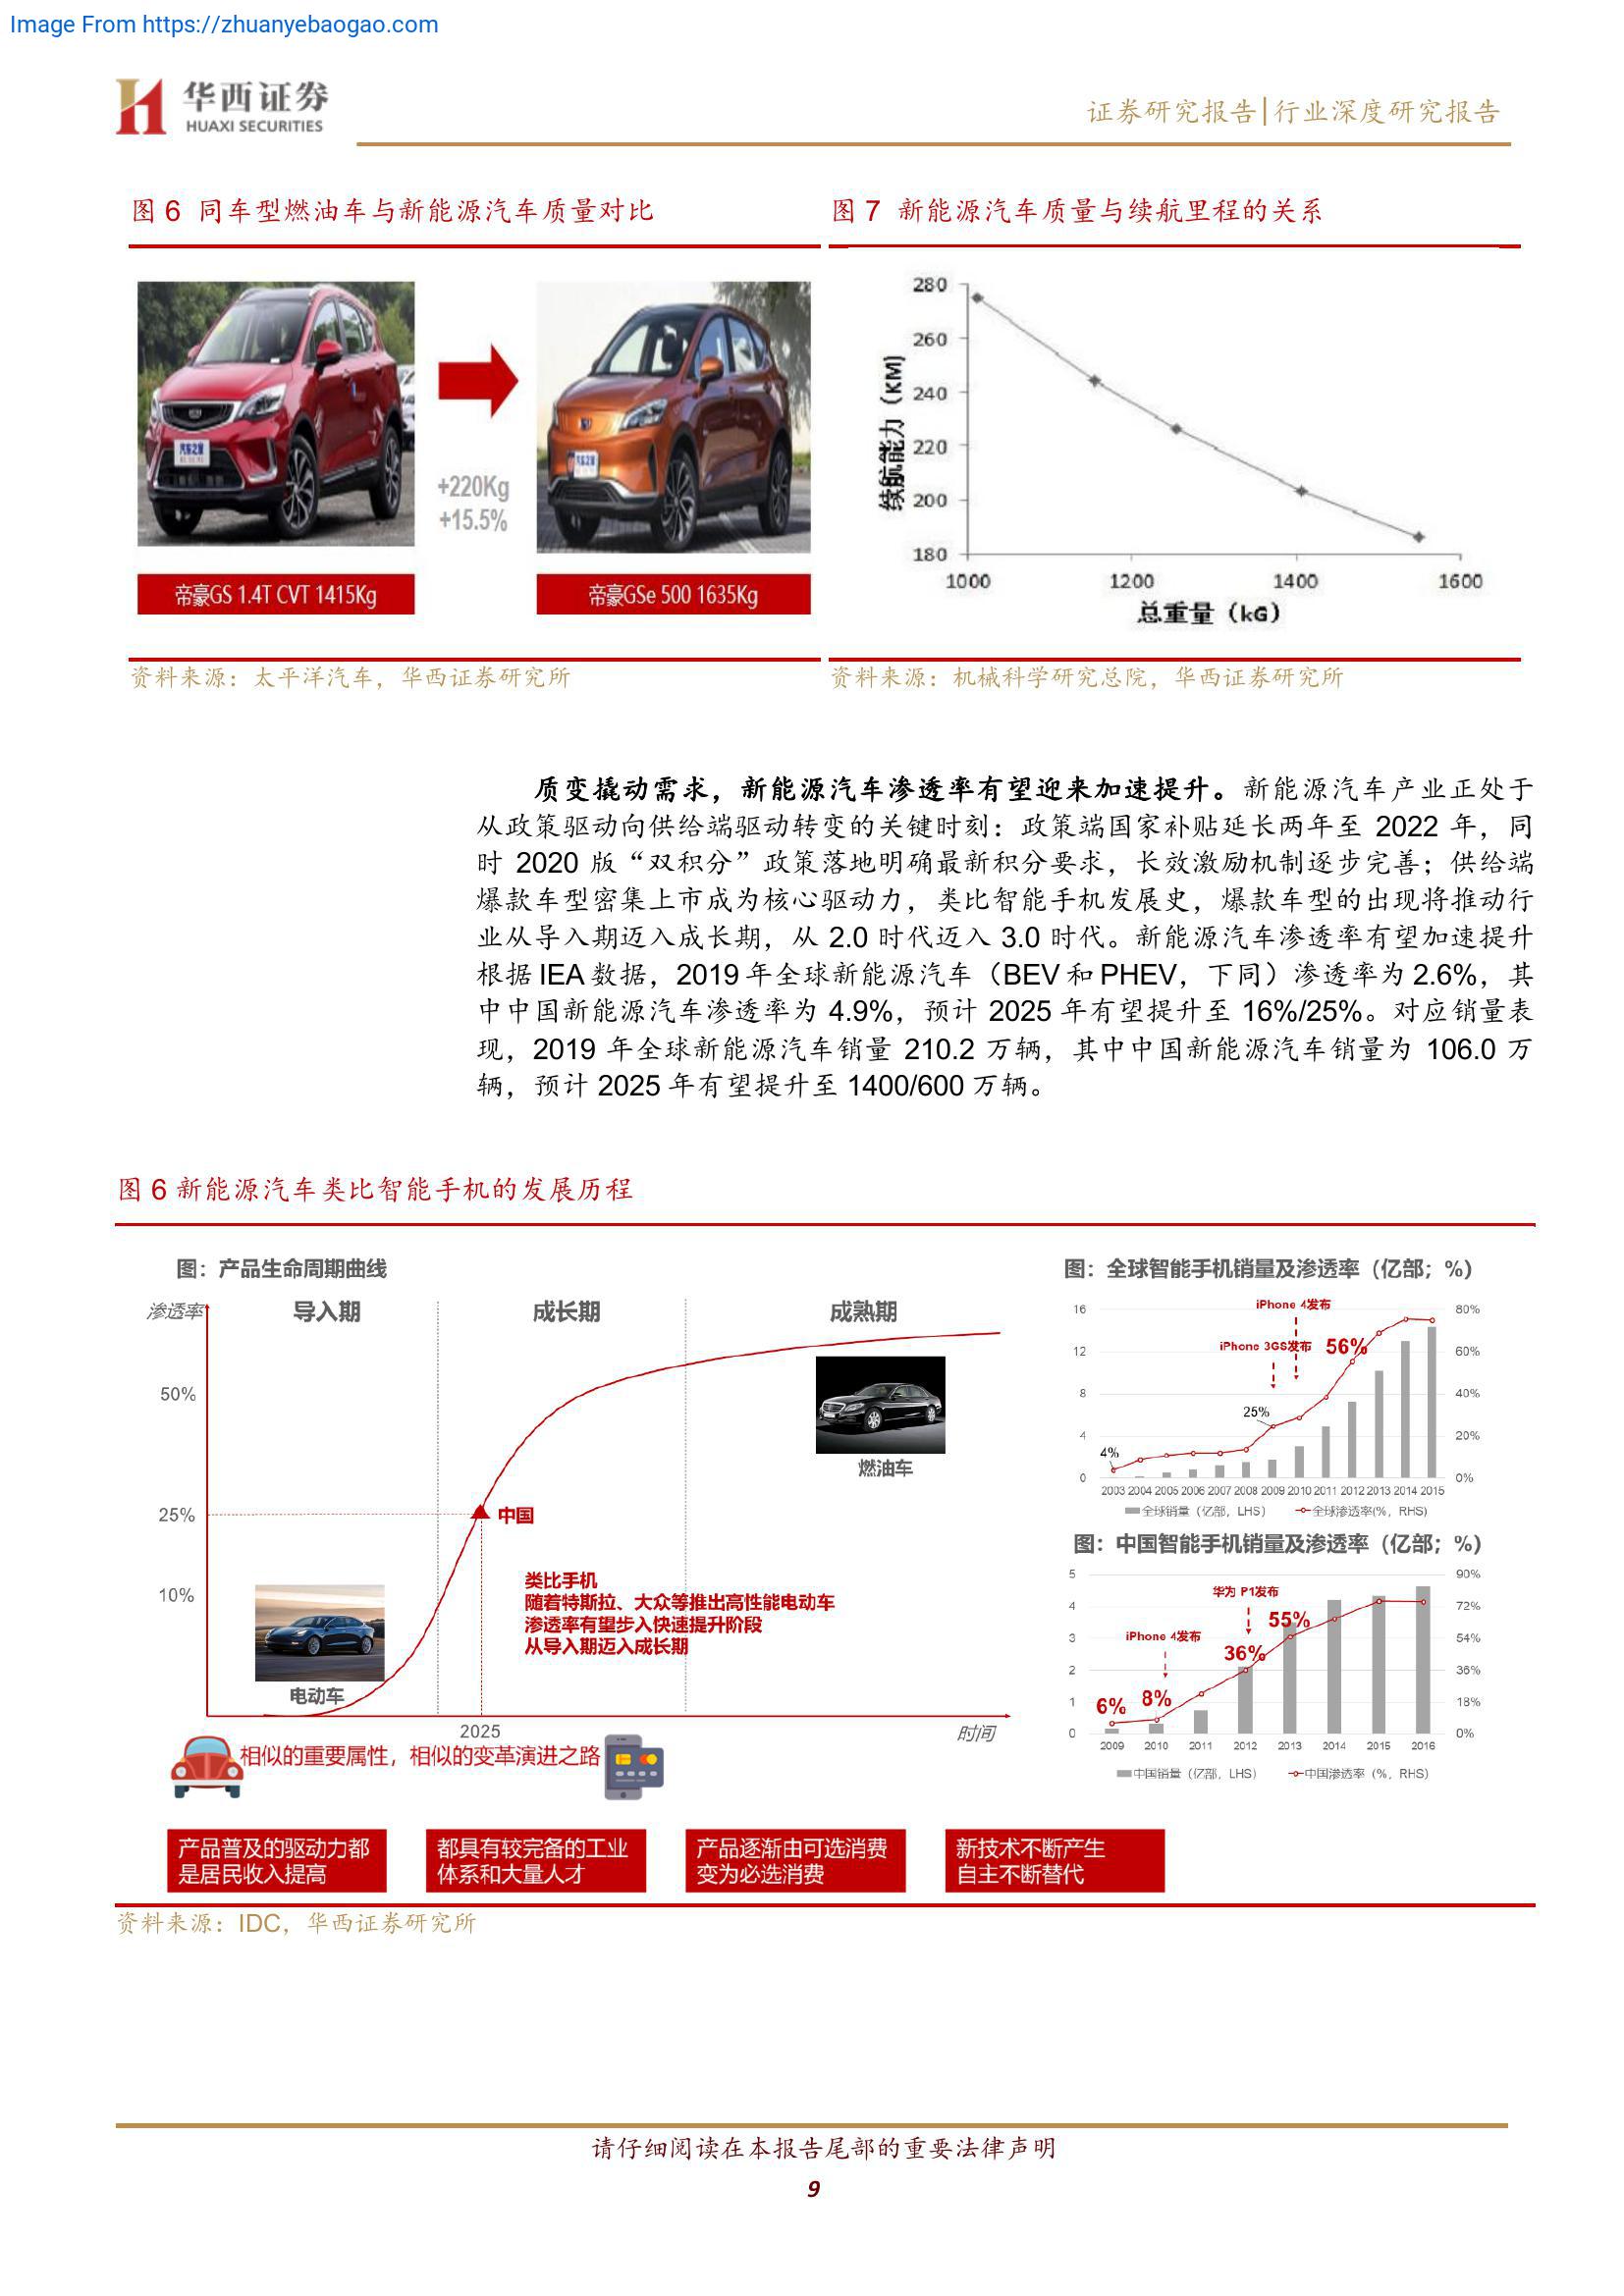 Image From https://zhuanyebaogao.com
华西证券
HUAXI SECURITIES
证券研究报告|行业深度研究报告
图 6 同车型燃油车与新能源汽车质量对比
图 7 新能源汽车质量与续航里程的关系
+220Kg
+15.5%
帝豪GS 1.4T CVT 1415Kg
帝豪GSe 500 1635Kg
续航能力（KM）
280
260
240
220
200
180
1000 1200 1400 1600
总重量（kG）
资料来源：太平洋汽车，华西证券研究所
资料来源：机械科学研究总院，华西证券研究所
质变撬动需求，新能源汽车渗透率有望迎来加速提升。新能源汽车产业正处于
从政策驱动向供给端驱动转变的关键时刻：政策端国家补贴延长两年至 2022 年，同
时 2020 版“双积分”政策落地明确最新积分要求，长效激励机制逐步完善；供给端
爆款车型密集上市成为核心驱动力，类比智能手机发展史，爆款车型的出现将推动行
业从导入期迈入成长期，从 2.0 时代迈入 3.0 时代。新能源汽车渗透率有望加速提升
根据 IEA 数据，2019 年全球新能源汽车（BEV 和 PHEV，下同）渗透率为 2.6%，其
中中国新能源汽车渗透率为 4.9%，预计 2025 年有望提升至 16%/25%。对应销量表
现，2019 年全球新能源汽车销量 210.2 万辆，其中中国新能源汽车销量为 106.0 万
辆，预计 2025 年有望提升至 1400/600 万辆。
图 6 新能源汽车类比智能手机的发展历程
图：产品生命周期曲线
渗透率
导入期 成长期 成熟期
50%
25%
10%
中国
燃油车
类比手机
随着特斯拉、大众等推出高性能电动车
渗透率有望步入快速提升阶段
从导入期迈入成长期
电动车
2025
时间
图：全球智能手机销量及渗透率（亿部；%）
iPhone 4发布
iPhone 3GS发布
56%
25%
4%
16
12
8
4
0
80%
60%
40%
20%
0%
2003 2004 2005 2006 2007 2008 2009 2010 2011 2012 2013 2014 2015
全球销量（亿部，LHS） 全球渗透率(%，RHS)
图：中国智能手机销量及渗透率（亿部；%）
华为 P1发布
iPhone 4发布
55%
36%
8%
6%
5
4
3
2
1
0
90%
72%
54%
36%
18%
0%
2009 2010 2011 2012 2013 2014 2015 2016
中国销量（亿部，LHS） 中国渗透率（%，RHS）
相似的重要属性，相似的变革演进之路
产品普及的驱动力都
是居民收入提高
都具有较完备的工业
体系和大量人才
产品逐渐由可选消费
变为必选消费
新技术不断产生
自主不断替代
资料来源：IDC，华西证券研究所
请仔细阅读在本报告尾部的重要法律声明
9